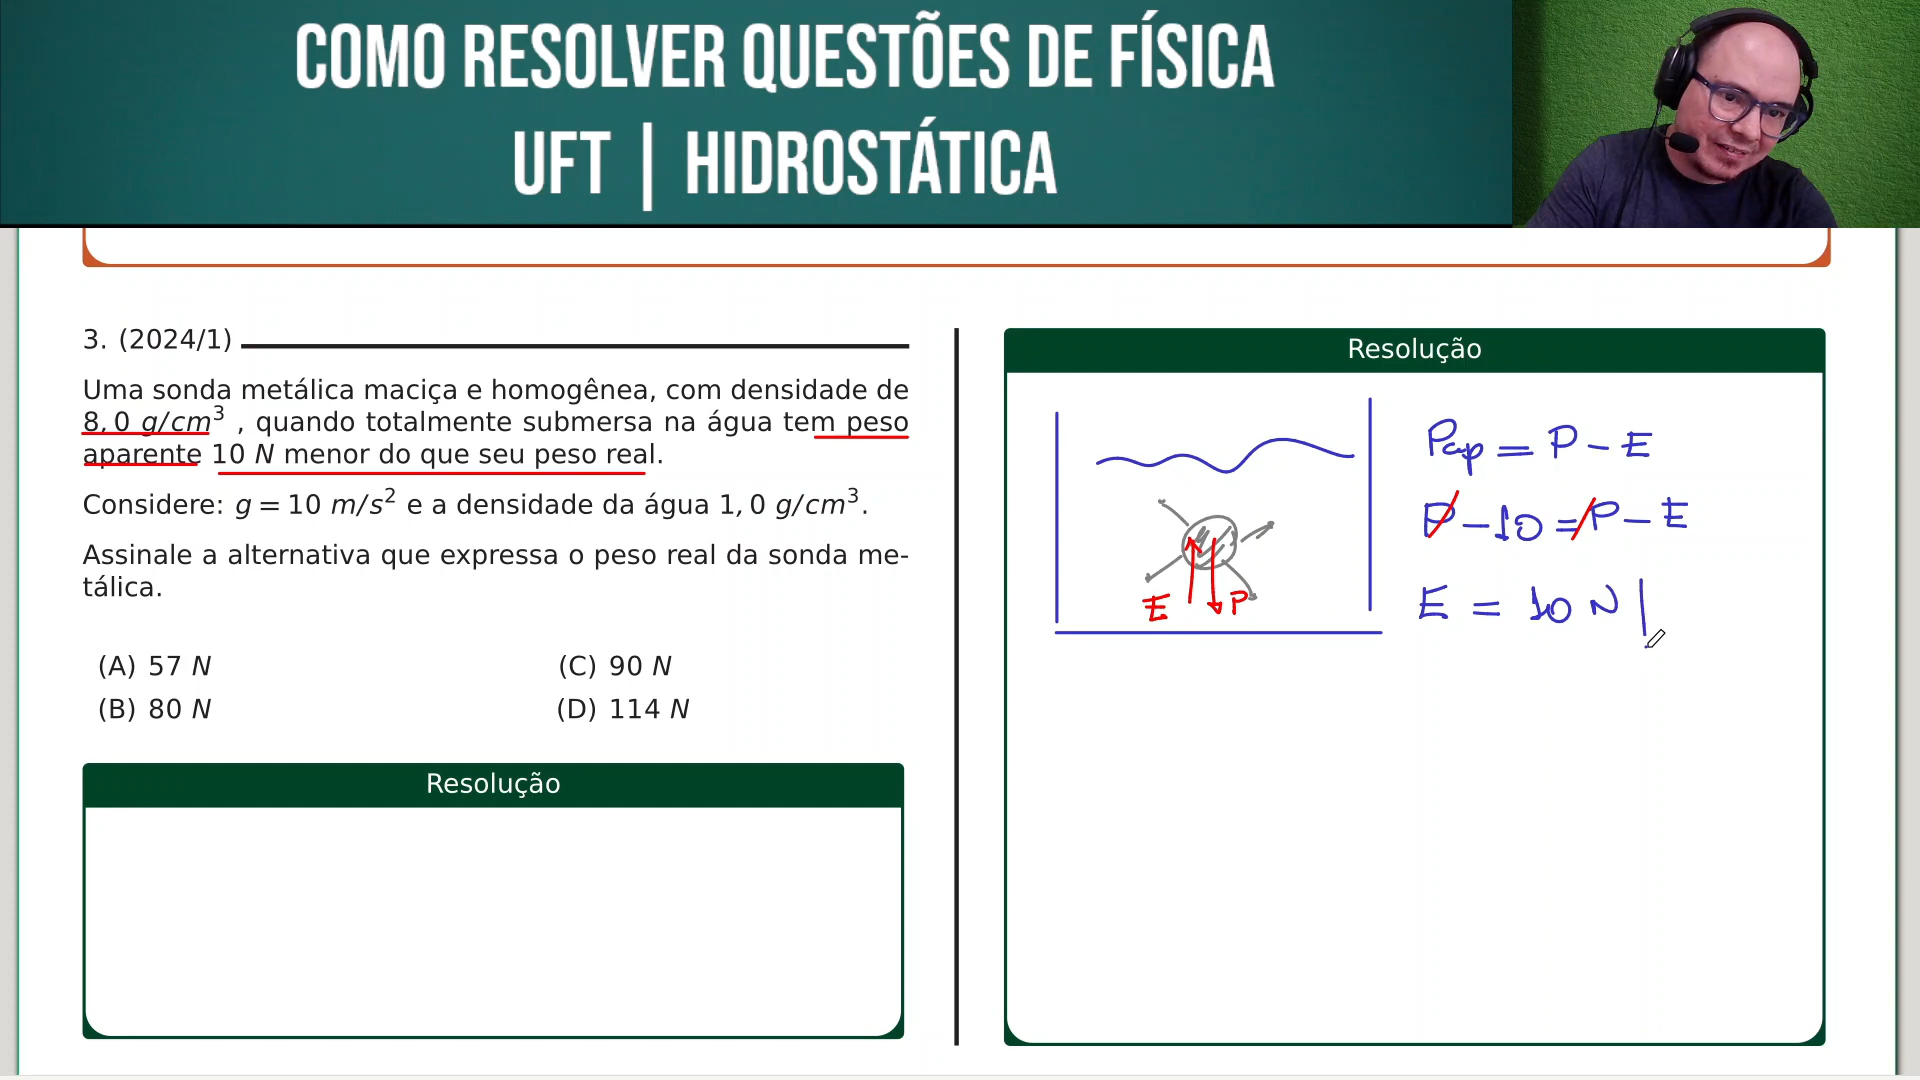 COMO RESOLVER QUESTÕES DE FÍSICA
UFT | HIDROSTÁTICA
3. (2024/1)
Uma sonda metálica maciça e homogênea, com densidade de
8,0 g/cm³ , quando totalmente submersa na água tem peso
aparente 10 N menor do que seu peso real.
Considere: g = 10 m/s² e a densidade da água 1,0 g/cm³.
Assinale a alternativa que expressa o peso real da sonda me-
tálica.
(A) 57 N
(B) 80 N
(C) 90 N
(D) 114 N
Resolução
Resolução
E P
Pap = P - E
P - 10 = P - E
E = 10 N